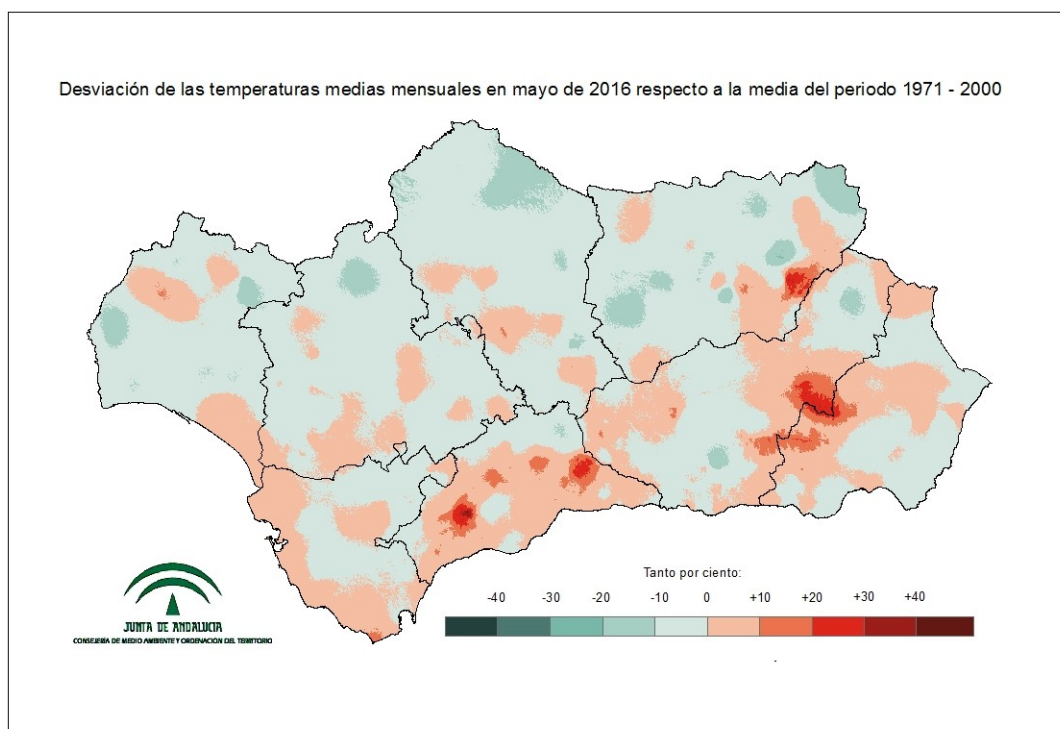 Desviación de las temperaturas medias mensuales en mayo de 2016 respecto a la media del periodo 1971 - 2000
Tanto por ciento:
-40 -30 -20 -10 0 +10 +20 +30 +40
JUNTA DE ANDALUCIA
CONSEJERÍA DE MEDIO AMBIENTE Y ORDENACIÓN DEL TERRITORIO